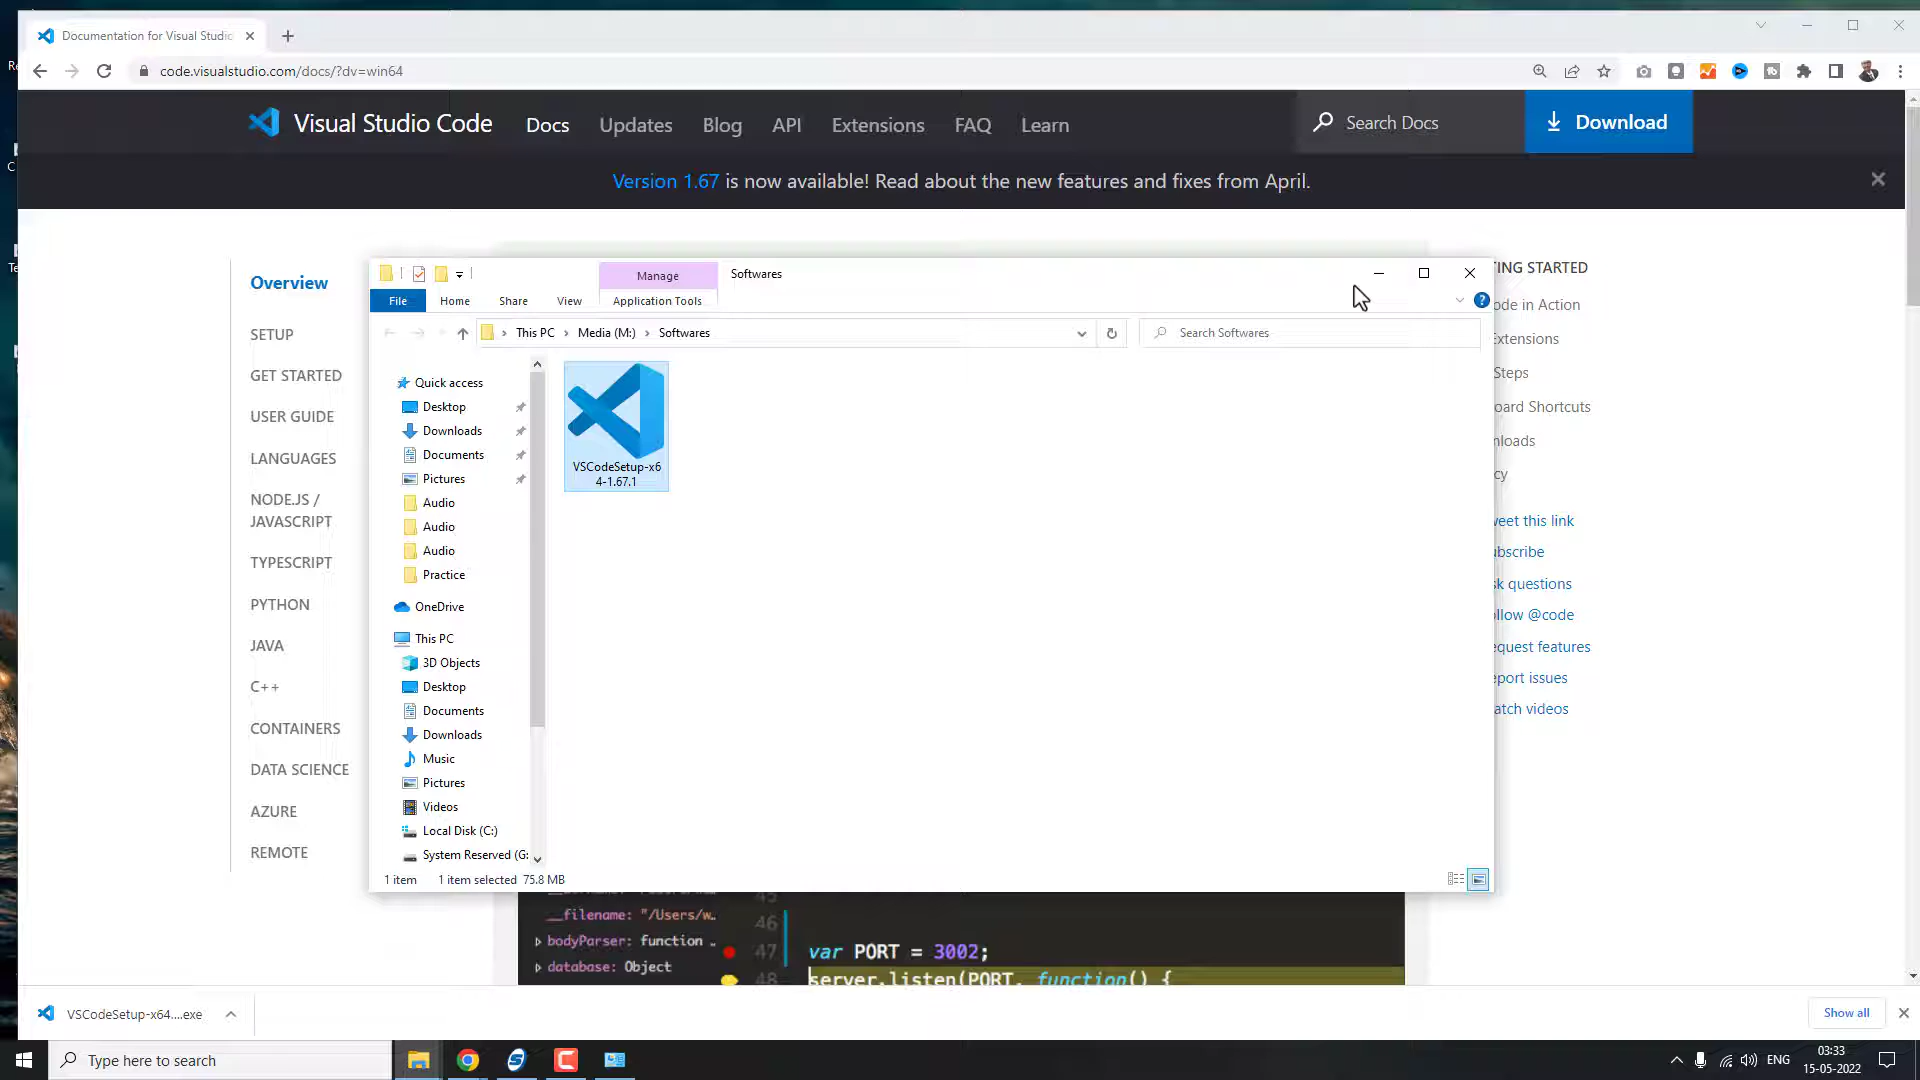 Documentation for Visual Studio
code.visualstudio.com/docs/?dv=win64
Visual Studio Code
Docs
Updates
Blog
API
Extensions
FAQ
Learn
Search Docs
Download
Version 1.67 is now available! Read about the new features and fixes from April.
Overview
SETUP
GET STARTED
USER GUIDE
LANGUAGES
NODE.JS /
JAVASCRIPT
TYPESCRIPT
PYTHON
JAVA
C++
CONTAINERS
DATA SCIENCE
AZURE
REMOTE
Manage
Softwares
File
Home
Share
View
Application Tools
This PC
Media (M:)
Softwares
Search Softwares
Quick access
Desktop
Downloads
Documents
Pictures
Audio
Audio
Audio
Practice
OneDrive
This PC
3D Objects
Desktop
Documents
Downloads
Music
Pictures
Videos
Local Disk (C:)
System Reserved (G:
VSCodeSetup-x6
4-1.67.1
1 item
1 item selected 75.8 MB
ING STARTED
ode in Action
Extensions
Steps
oard Shortcuts
nloads
cy
weet this link
ubscribe
sk questions
ollow @code
equest features
eport issues
atch videos
__filename: "/Users/w…
bodyParser: function …
database: Object
46
47
48
var PORT = 3002;
server.listen(PORT, function() {
VSCodeSetup-x64....exe
Show all
Type here to search
ENG
03:33
15-05-2022